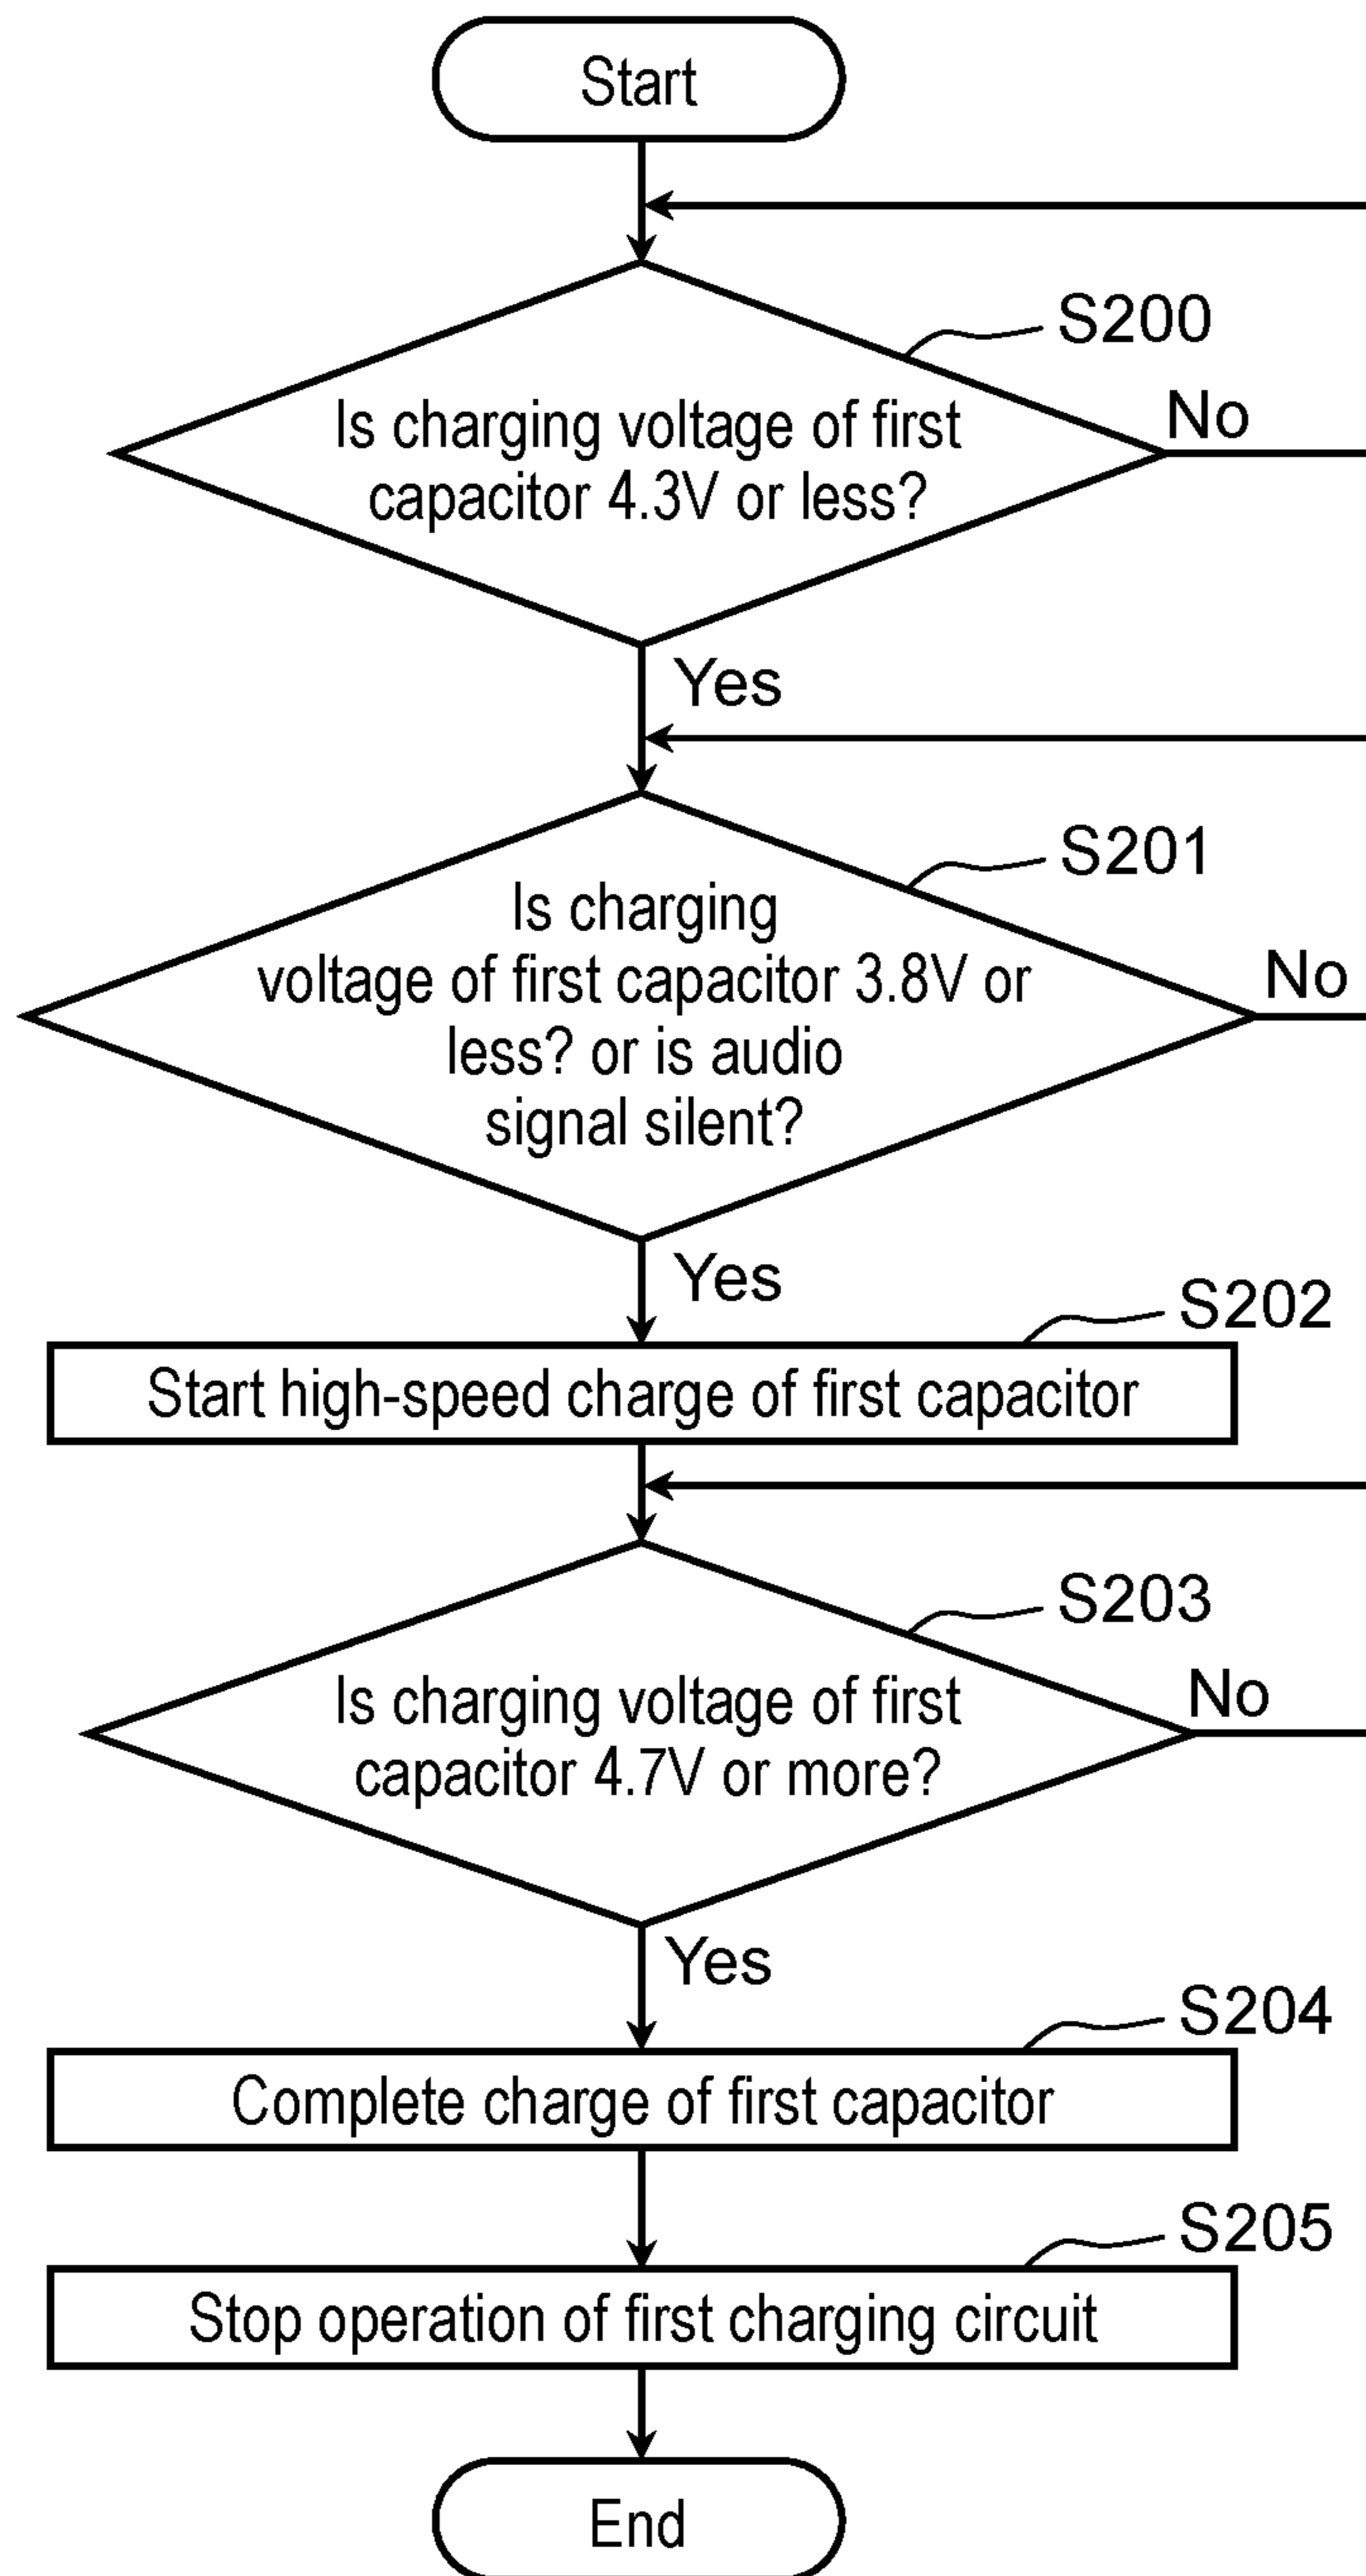 Start
S200
Is charging voltage of first
capacitor 4.3V or less?
No
Yes
S201
Is charging
voltage of first capacitor 3.8V or
less? or is audio
signal silent?
No
Yes
S202
Start high-speed charge of first capacitor
S203
Is charging voltage of first
capacitor 4.7V or more?
No
Yes
S204
Complete charge of first capacitor
S205
Stop operation of first charging circuit
End